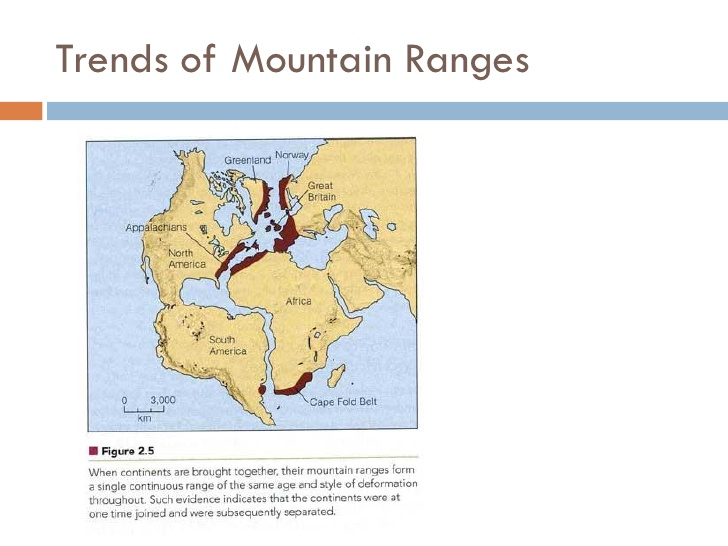 Trends of Mountain Ranges
Greenland
Norway
Great
Britain
Appalachians
North
America
Africa
South
America
0 3,000
km
Cape Fold Belt
Figure 2.5
When continents are brought together, their mountain ranges form
a single continuous range of the same age and style of deformation
throughout. Such evidence indicates that the continents were at
one time joined and were subsequently separated.